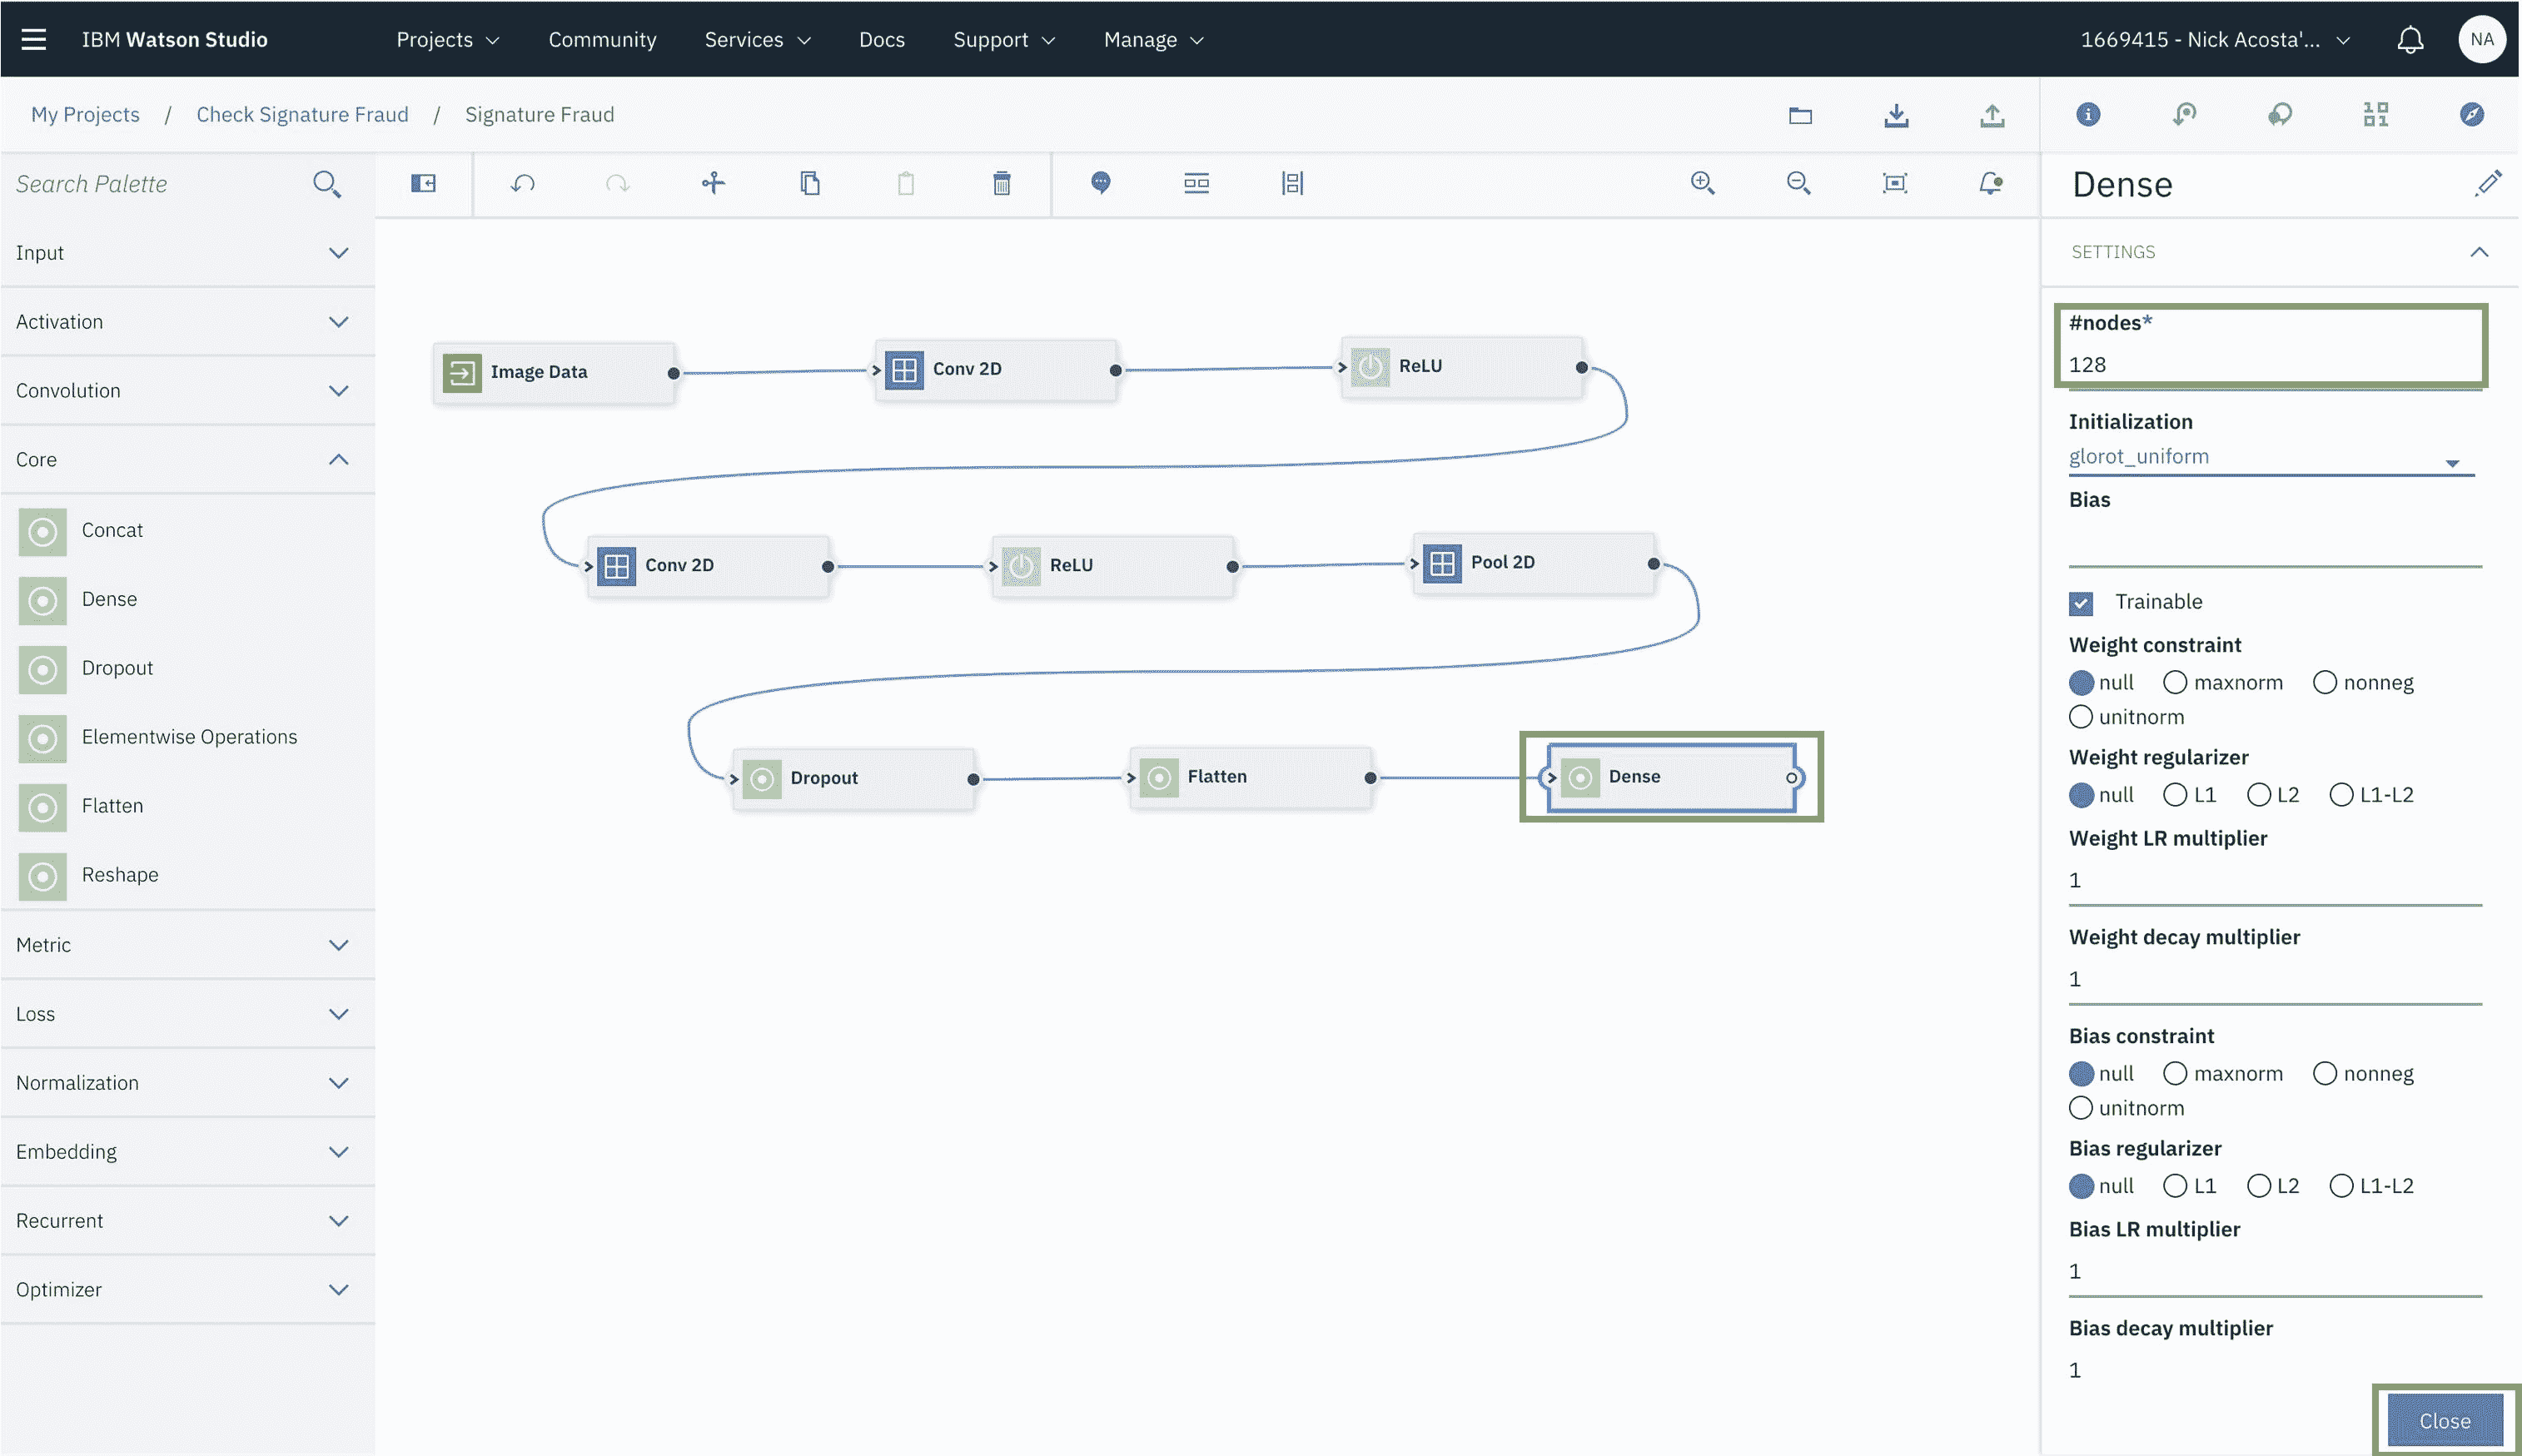 IBM Watson Studio Projects Community Services Docs Support Manage 1669415 - Nick Acosta'... NA
My Projects / Check Signature Fraud / Signature Fraud
Search Palette
Input
Activation
Convolution
Core
Concat
Dense
Dropout
Elementwise Operations
Flatten
Reshape
Metric
Loss
Normalization
Embedding
Recurrent
Optimizer
Image Data
Conv 2D
ReLU
Conv 2D
ReLU
Pool 2D
Dropout
Flatten
Dense
Dense
SETTINGS
#nodes*
128
Initialization
glorot_uniform
Bias
Trainable
Weight constraint
null maxnorm nonneg
unitnorm
Weight regularizer
null L1 L2 L1-L2
Weight LR multiplier
1
Weight decay multiplier
1
Bias constraint
null maxnorm nonneg
unitnorm
Bias regularizer
null L1 L2 L1-L2
Bias LR multiplier
1
Bias decay multiplier
1
Close